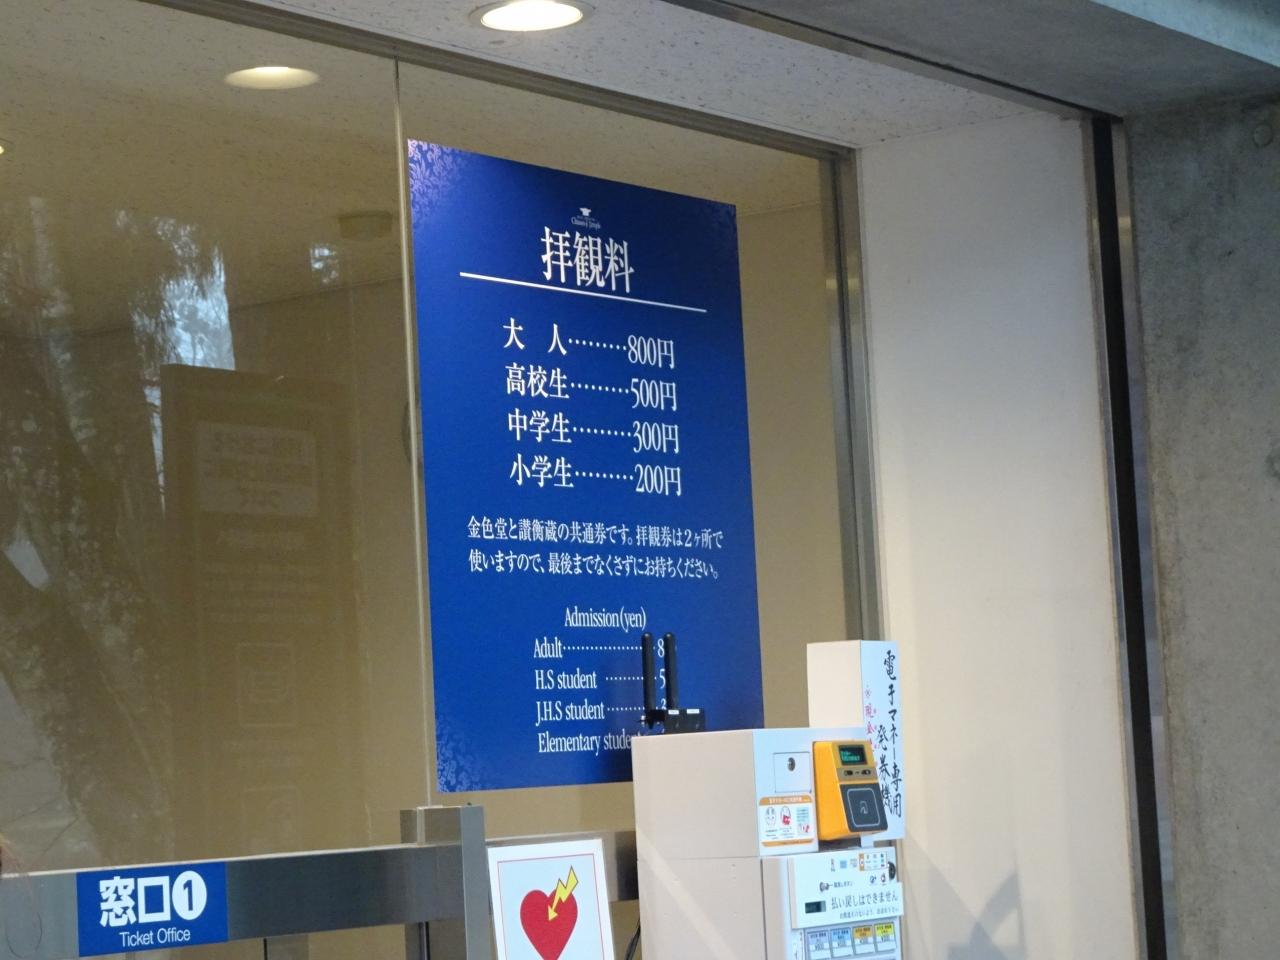 Chusonji Temple
拝観料
大 人………800円
高校生………500円
中学生………300円
小学生………200円
金色堂と讃衡蔵の共通券です。拝観券は2ヶ所で
使いますので、最後までなくさずにお持ちください。
Admission(yen)
Adult
H.S student
J.H.S student
Elementary
電子マネー専用
発券機
払い戻しはできません
窓口1
Ticket Office